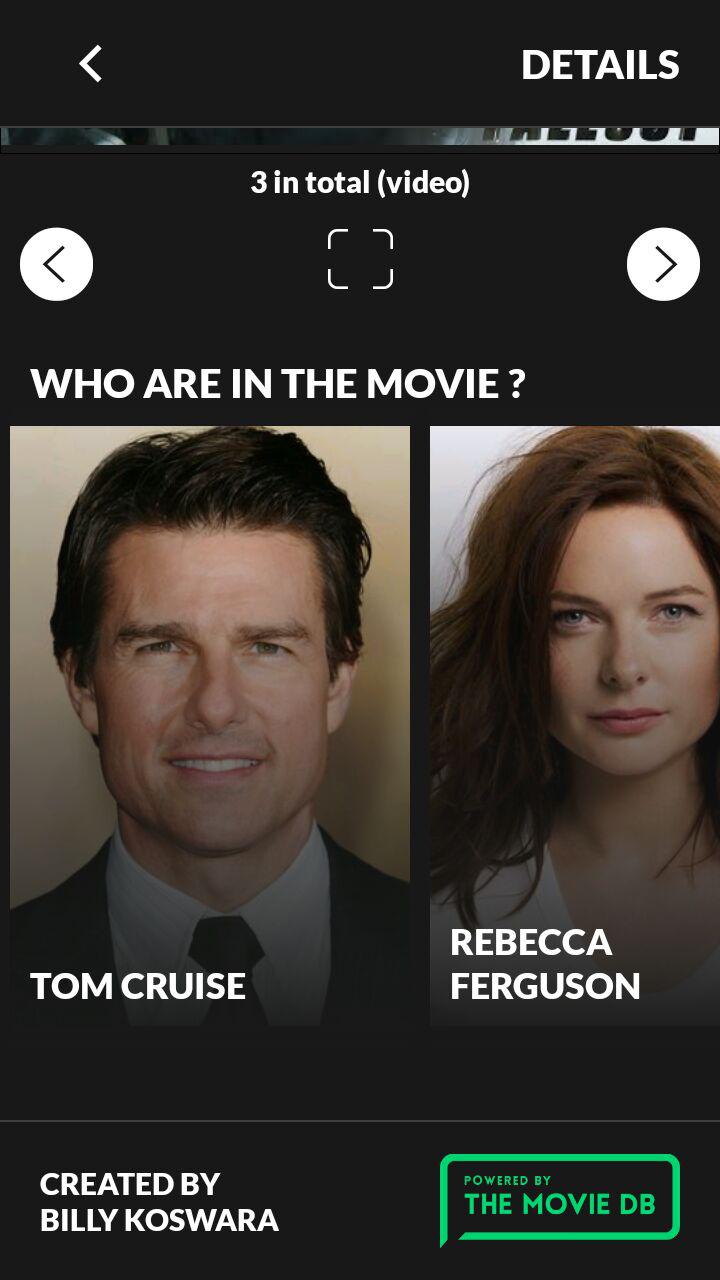 DETAILS
FALLOUT
3 in total (video)
WHO ARE IN THE MOVIE ?
TOM CRUISE
REBECCA
FERGUSON
CREATED BY
BILLY KOSWARA
POWERED BY
THE MOVIE DB